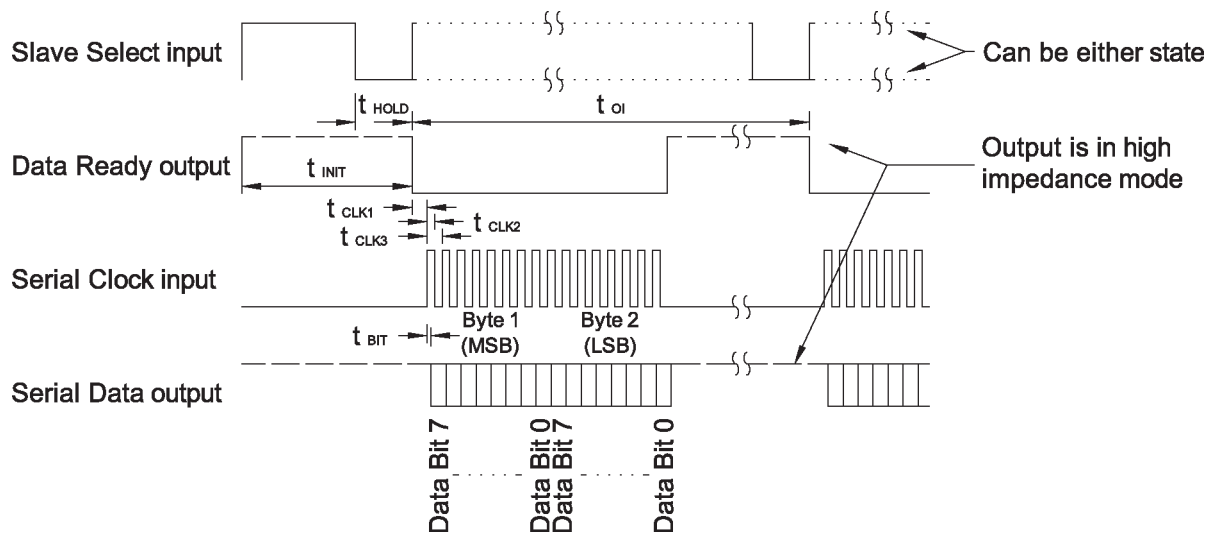 Slave Select input
Can be either state
t HOLD
t OI
Data Ready output
t INIT
Output is in high
impedance mode
t CLK1
t CLK2
t CLK3
Serial Clock input
t BIT
Byte 1
(MSB)
Byte 2
(LSB)
Serial Data output
Data Bit 7
Data Bit 0
Data Bit 7
Data Bit 0